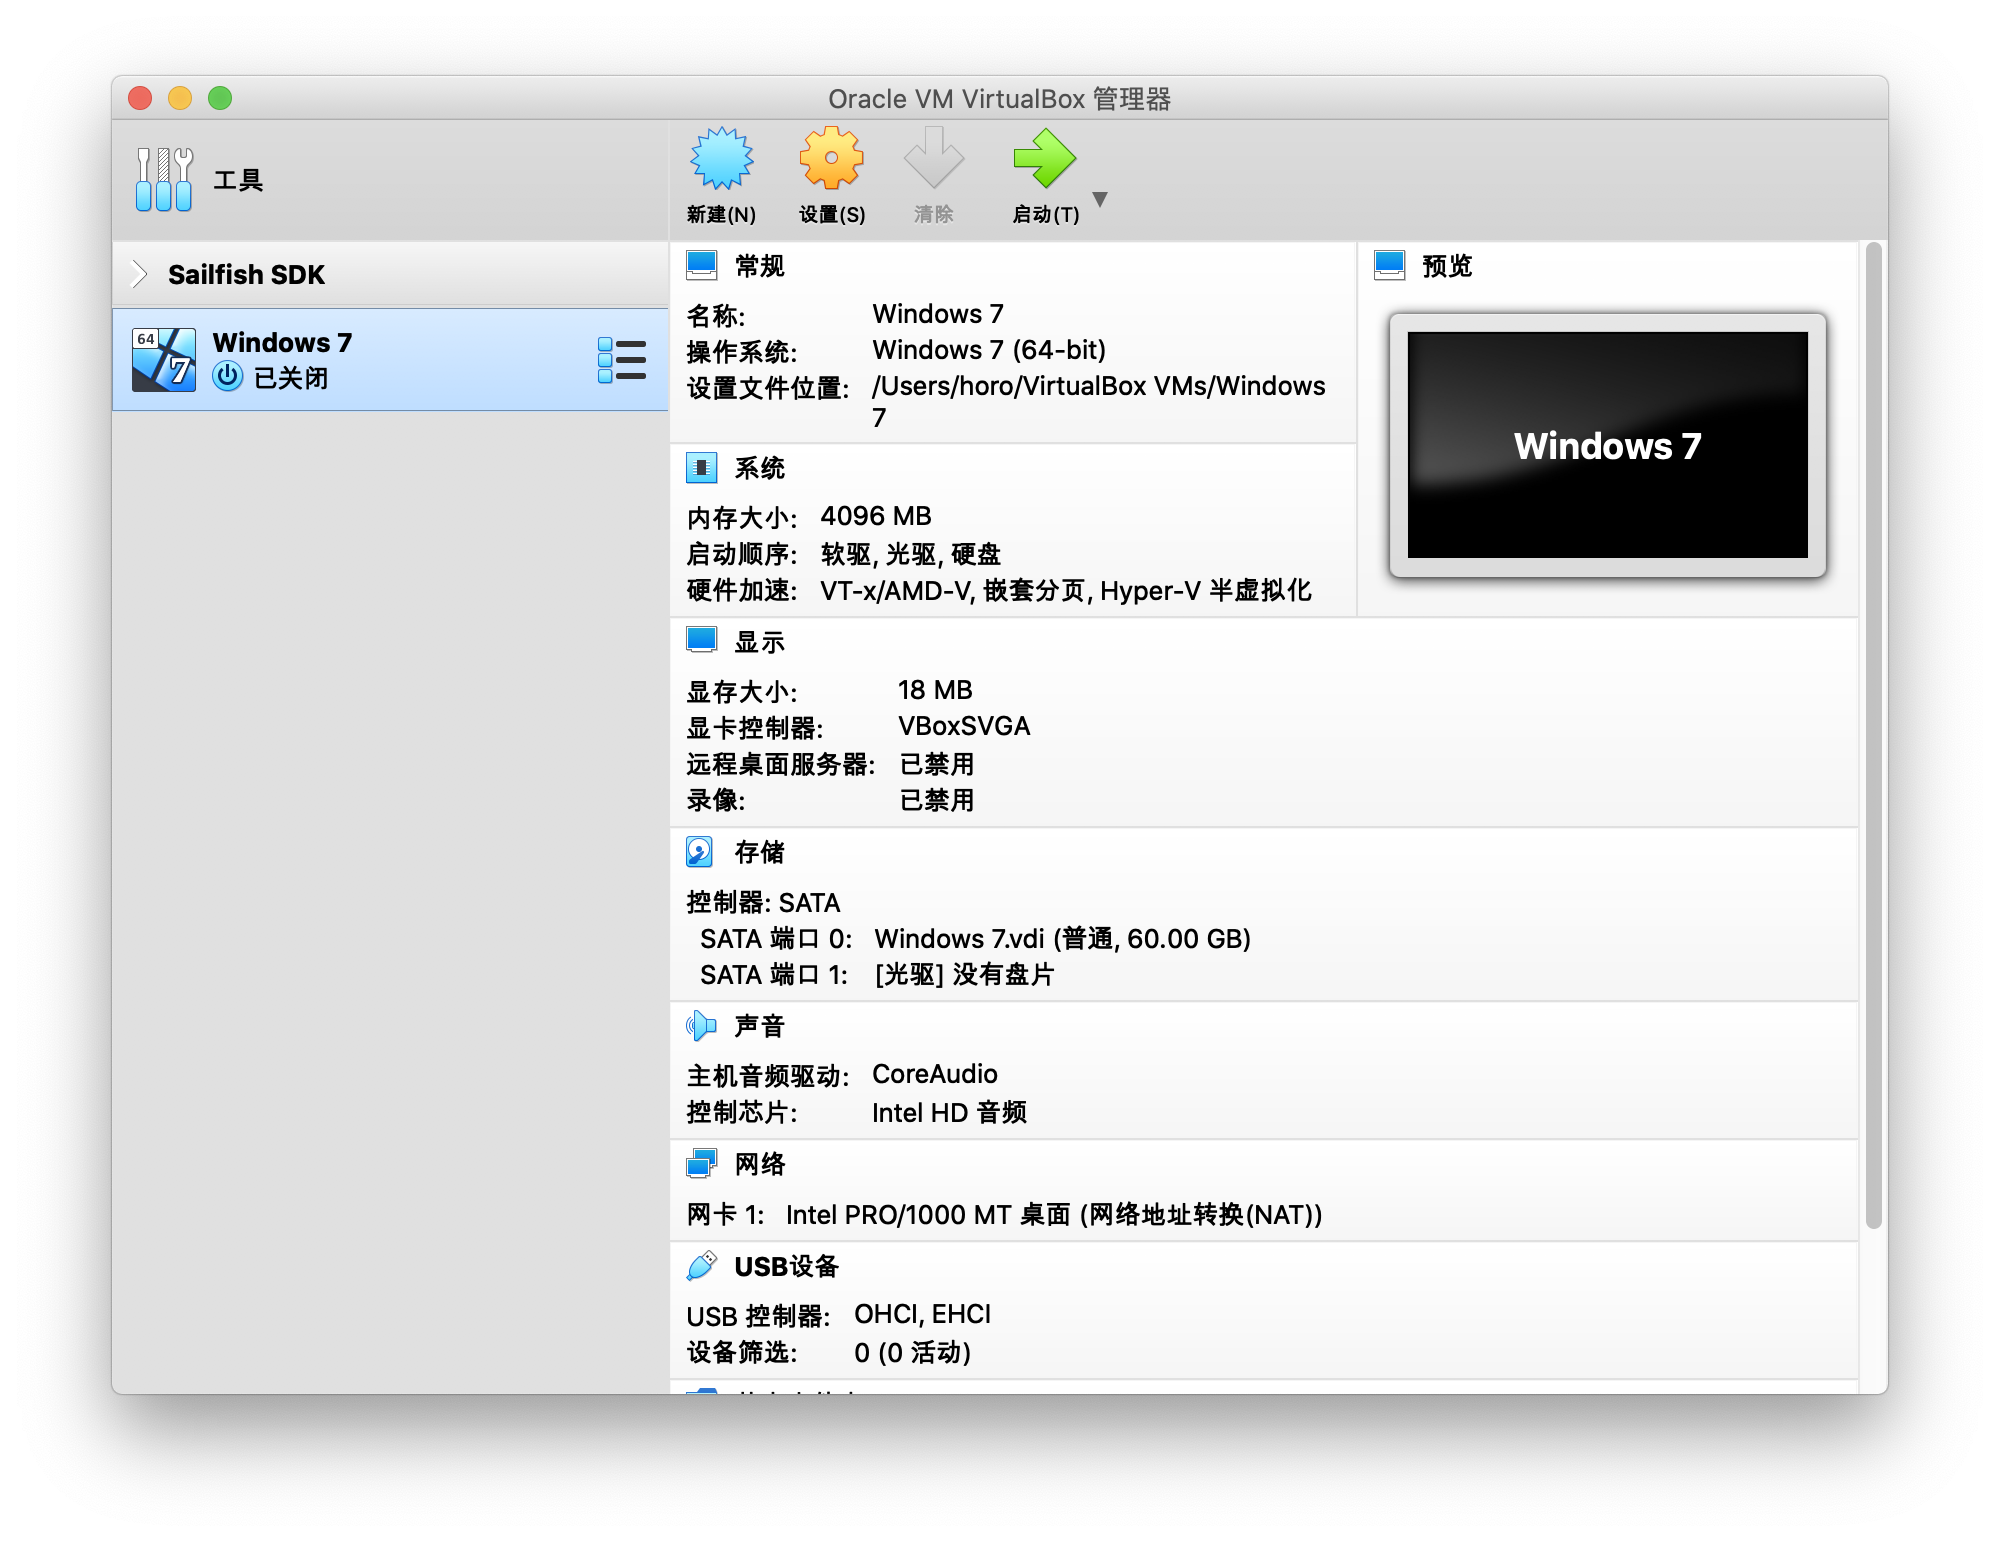 Oracle VM VirtualBox 管理器
工具
新建(N)
设置(S)
清除
启动(T)
Sailfish SDK
64
7
Windows 7
已关闭
常规
名称: Windows 7
操作系统: Windows 7 (64-bit)
设置文件位置: /Users/horo/VirtualBox VMs/Windows
7
预览
Windows 7
系统
内存大小: 4096 MB
启动顺序: 软驱, 光驱, 硬盘
硬件加速: VT-x/AMD-V, 嵌套分页, Hyper-V 半虚拟化
显示
显存大小: 18 MB
显卡控制器: VBoxSVGA
远程桌面服务器: 已禁用
录像: 已禁用
存储
控制器: SATA
SATA 端口 0: Windows 7.vdi (普通, 60.00 GB)
SATA 端口 1: [光驱] 没有盘片
声音
主机音频驱动: CoreAudio
控制芯片: Intel HD 音频
网络
网卡 1: Intel PRO/1000 MT 桌面 (网络地址转换(NAT))
USB设备
USB 控制器: OHCI, EHCI
设备筛选: 0 (0 活动)